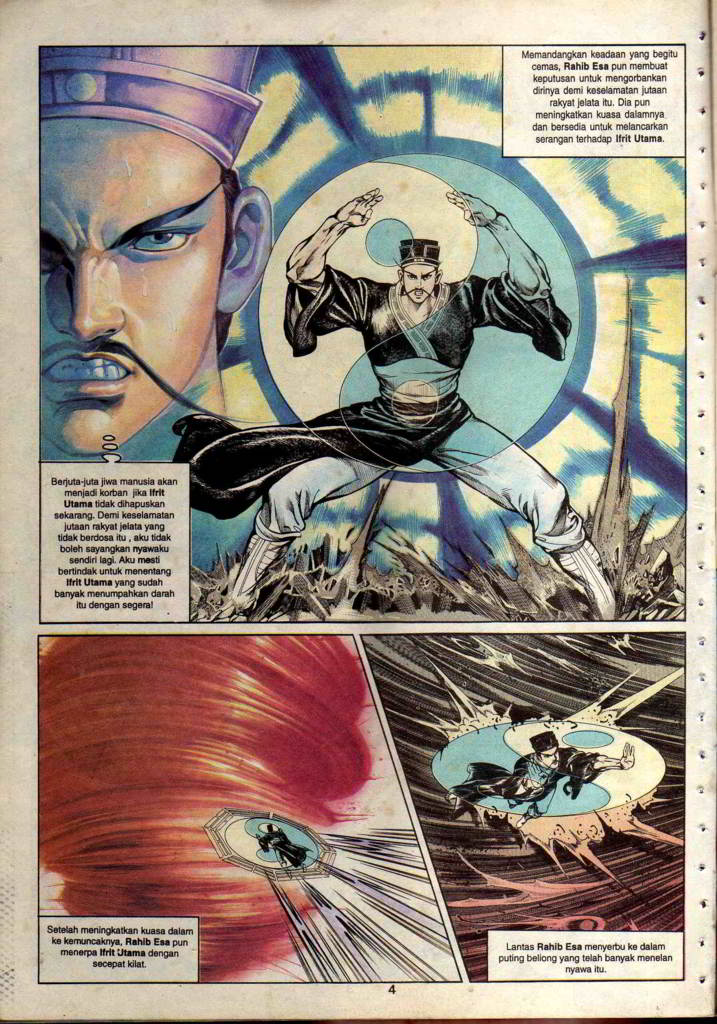 Memandangkan keadaan yang begitu
cemas, Rahib Esa pun membuat
keputusan untuk mengorbankan
dirinya demi keselamatan jutaan
rakyat jelata itu. Dia pun
meningkatkan kuasa dalamnya
dan bersedia untuk melancarkan
serangan terhadap Ifrit Utama.
Berjuta-juta jiwa manusia akan
menjadi korban jika Ifrit
Utama tidak dihapuskan
sekarang. Demi keselamatan
jutaan rakyat jelata yang
tidak berdosa itu , aku tidak
boleh sayangkan nyawaku
sendiri lagi. Aku mesti
bertindak untuk menentang
Ifrit Utama yang sudah
banyak menumpahkan darah
itu dengan segera!
Setelah meningkatkan kuasa dalam
ke kemuncaknya, Rahib Esa pun
menerpa Ifrit Utama dengan
secepat kilat.
Lantas Rahib Esa menyerbu ke dalam
puting beliong yang telah banyak menelan
nyawa itu.
4